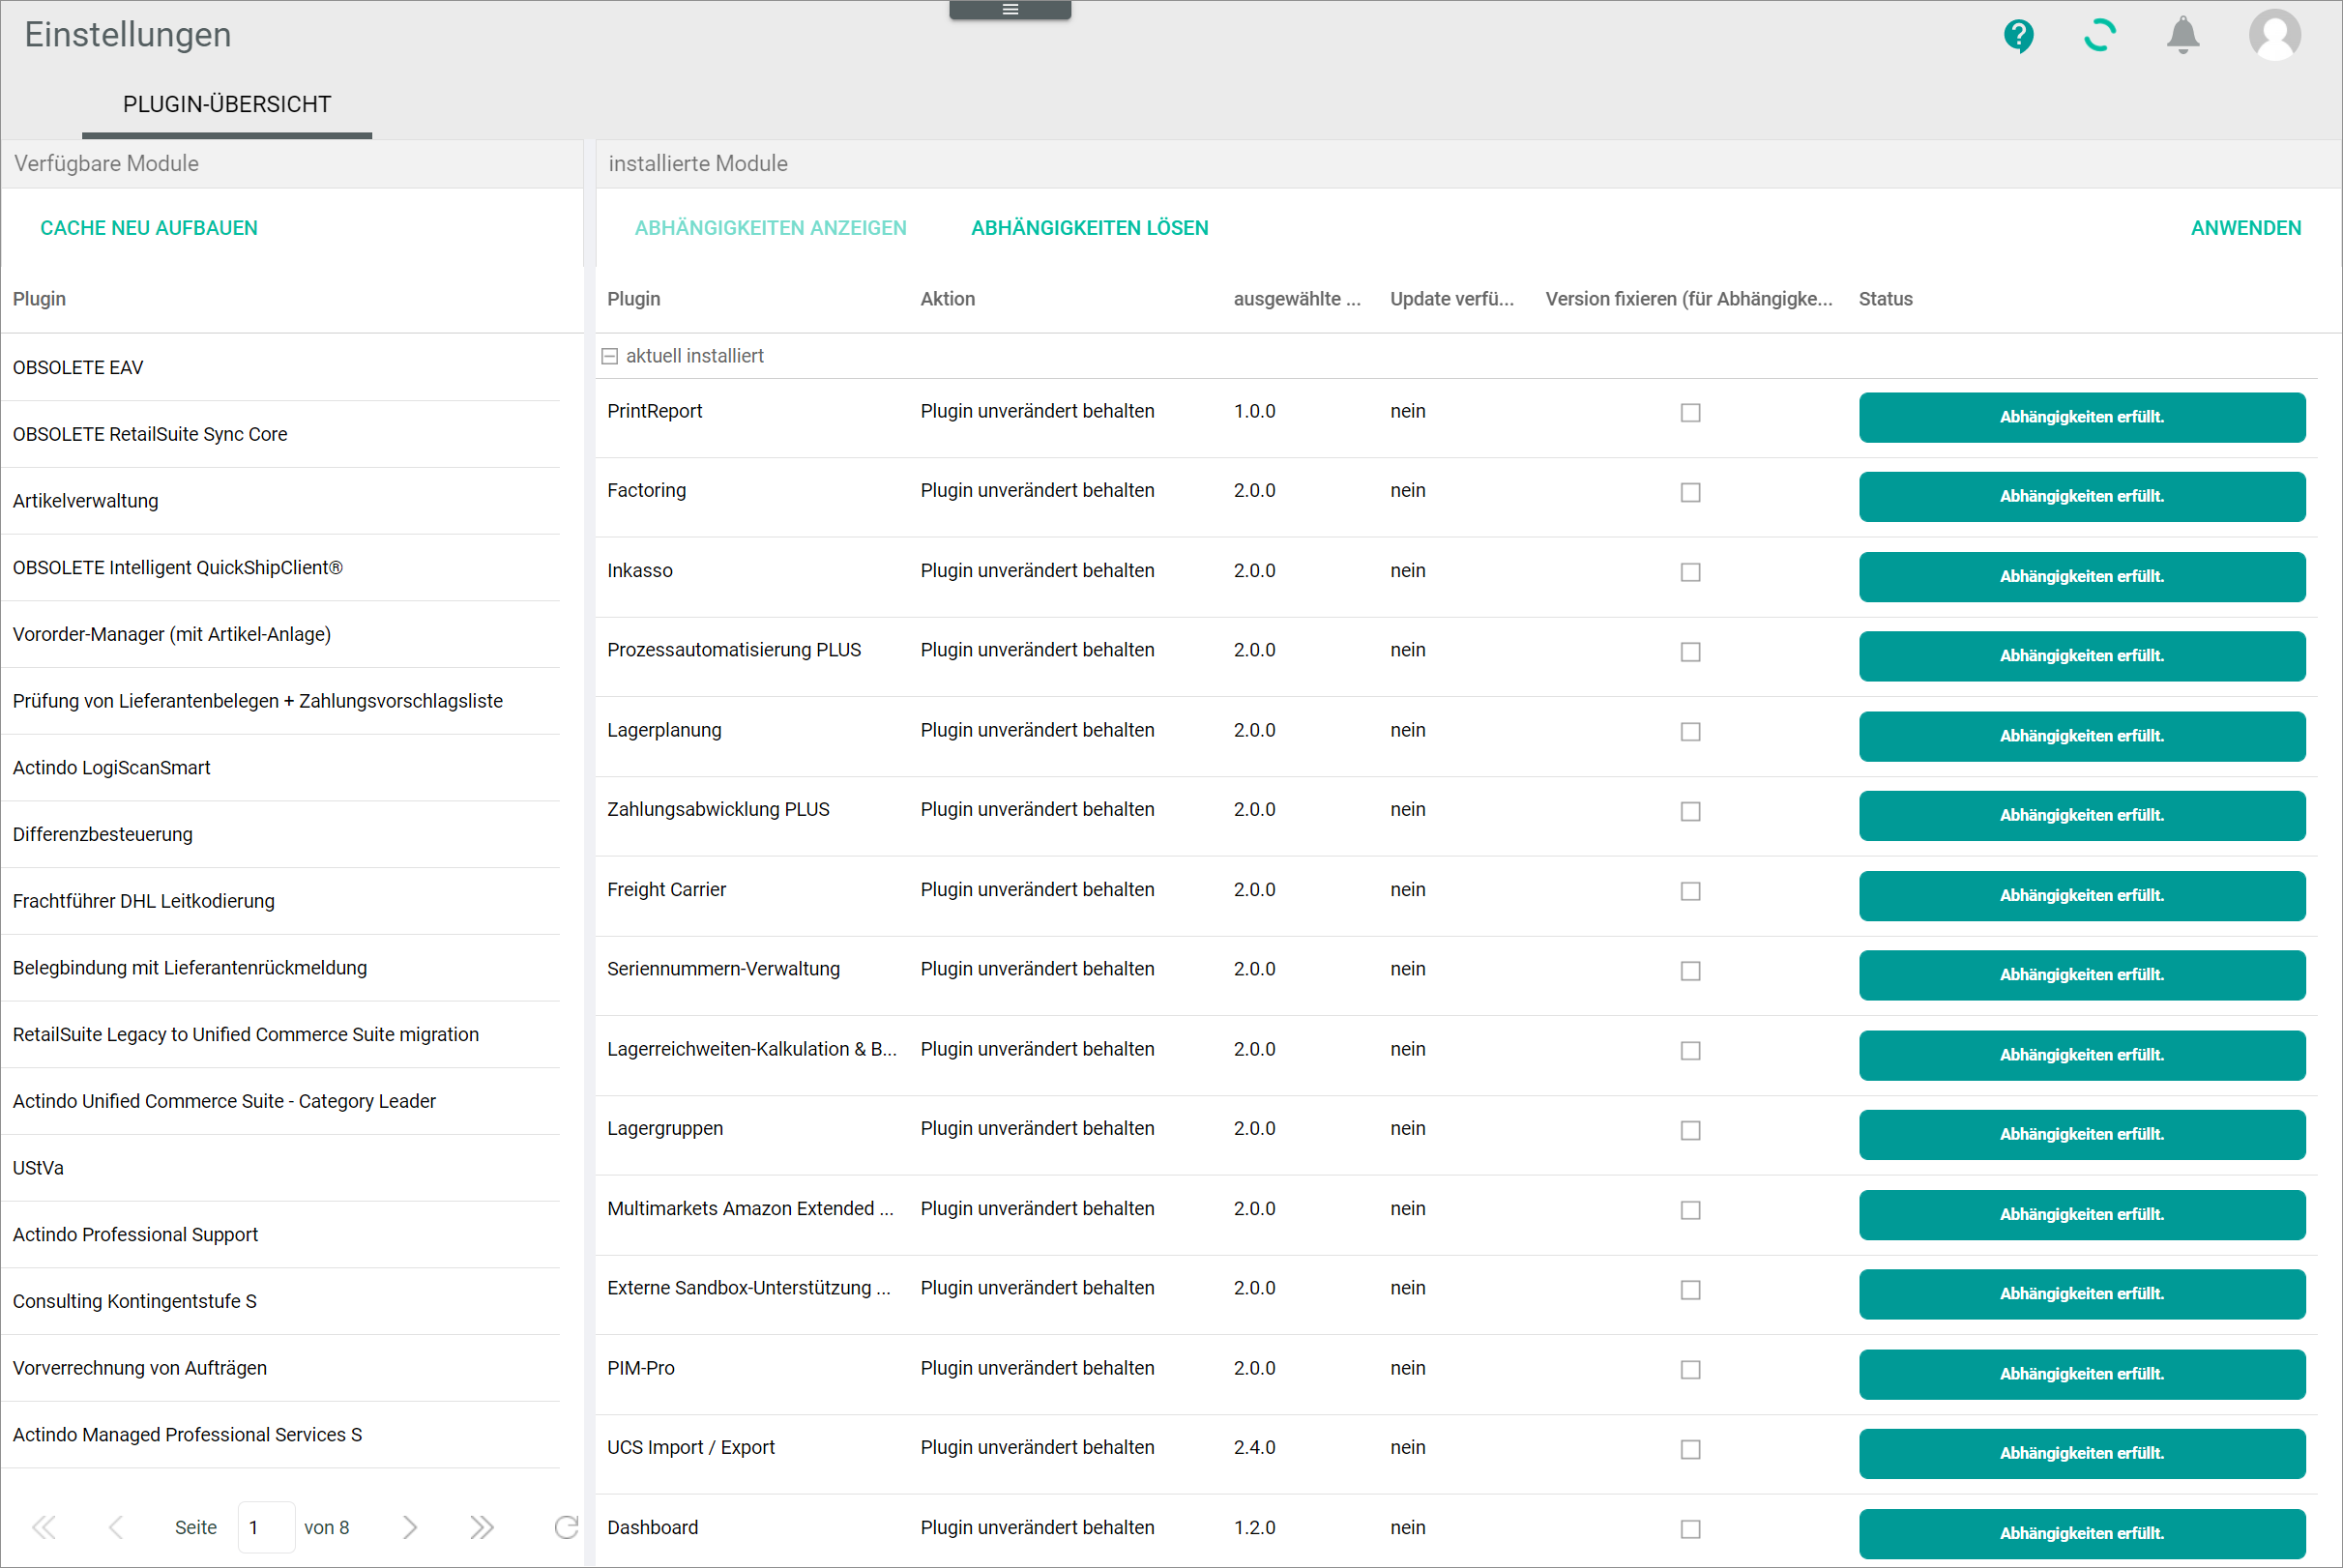 Einstellungen
PLUGIN-ÜBERSICHT
Verfügbare Module
CACHE NEU AUFBAUEN
Plugin
OBSOLETE EAV
OBSOLETE RetailSuite Sync Core
Artikelverwaltung
OBSOLETE Intelligent QuickShipClient®
Vororder-Manager (mit Artikel-Anlage)
Prüfung von Lieferantenbelegen + Zahlungsvorschlagsliste
Actindo LogiScanSmart
Differenzbesteuerung
Frachtführer DHL Leitkodierung
Belegbindung mit Lieferantenrückmeldung
RetailSuite Legacy to Unified Commerce Suite migration
Actindo Unified Commerce Suite - Category Leader
UStVa
Actindo Professional Support
Consulting Kontingentstufe S
Vorverrechnung von Aufträgen
Actindo Managed Professional Services S
Seite 1 von 8
installierte Module
ABHÄNGIGKEITEN ANZEIGEN ABHÄNGIGKEITEN LÖSEN ANWENDEN
Plugin Aktion ausgewählte ... Update verfü... Version fixieren (für Abhängigke... Status
aktuell installiert
PrintReport Plugin unverändert behalten 1.0.0 nein Abhängigkeiten erfüllt.
Factoring Plugin unverändert behalten 2.0.0 nein Abhängigkeiten erfüllt.
Inkasso Plugin unverändert behalten 2.0.0 nein Abhängigkeiten erfüllt.
Prozessautomatisierung PLUS Plugin unverändert behalten 2.0.0 nein Abhängigkeiten erfüllt.
Lagerplanung Plugin unverändert behalten 2.0.0 nein Abhängigkeiten erfüllt.
Zahlungsabwicklung PLUS Plugin unverändert behalten 2.0.0 nein Abhängigkeiten erfüllt.
Freight Carrier Plugin unverändert behalten 2.0.0 nein Abhängigkeiten erfüllt.
Seriennummern-Verwaltung Plugin unverändert behalten 2.0.0 nein Abhängigkeiten erfüllt.
Lagerreichweiten-Kalkulation & B... Plugin unverändert behalten 2.0.0 nein Abhängigkeiten erfüllt.
Lagergruppen Plugin unverändert behalten 2.0.0 nein Abhängigkeiten erfüllt.
Multimarkets Amazon Extended ... Plugin unverändert behalten 2.0.0 nein Abhängigkeiten erfüllt.
Externe Sandbox-Unterstützung ... Plugin unverändert behalten 2.0.0 nein Abhängigkeiten erfüllt.
PIM-Pro Plugin unverändert behalten 2.0.0 nein Abhängigkeiten erfüllt.
UCS Import / Export Plugin unverändert behalten 2.4.0 nein Abhängigkeiten erfüllt.
Dashboard Plugin unverändert behalten 1.2.0 nein Abhängigkeiten erfüllt.